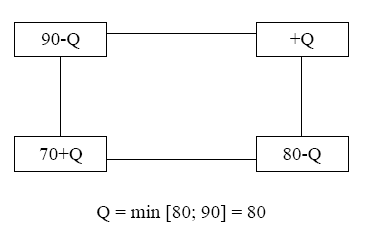 90-Q +Q
70+Q 80-Q
Q = min [80; 90] = 80